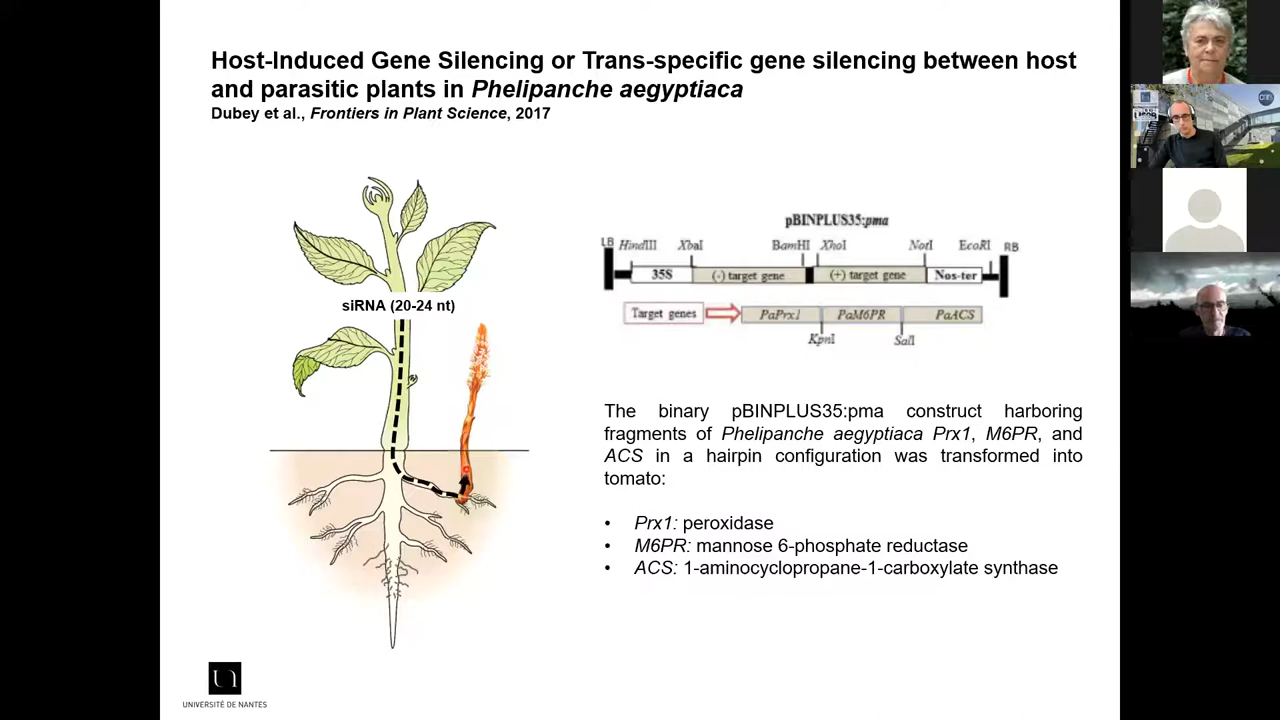 Host-Induced Gene Silencing or Trans-specific gene silencing between host
and parasitic plants in Phelipanche aegyptiaca
Dubey et al., Frontiers in Plant Science, 2017
siRNA (20-24 nt)
pBINPLUS35:pma
LB HindIII XbaI BamHI XhoI NotI EcoRI RB
35S (-) target gene (+) target gene Nos-ter
Target genes PaPrx1 PaM6PR PaACS
KpnI SalI
The binary pBINPLUS35:pma construct harboring
fragments of Phelipanche aegyptiaca Prx1, M6PR, and
ACS in a hairpin configuration was transformed into
tomato:
• Prx1: peroxidase
• M6PR: mannose 6-phosphate reductase
• ACS: 1-aminocyclopropane-1-carboxylate synthase
UNIVERSITÉ DE NANTES